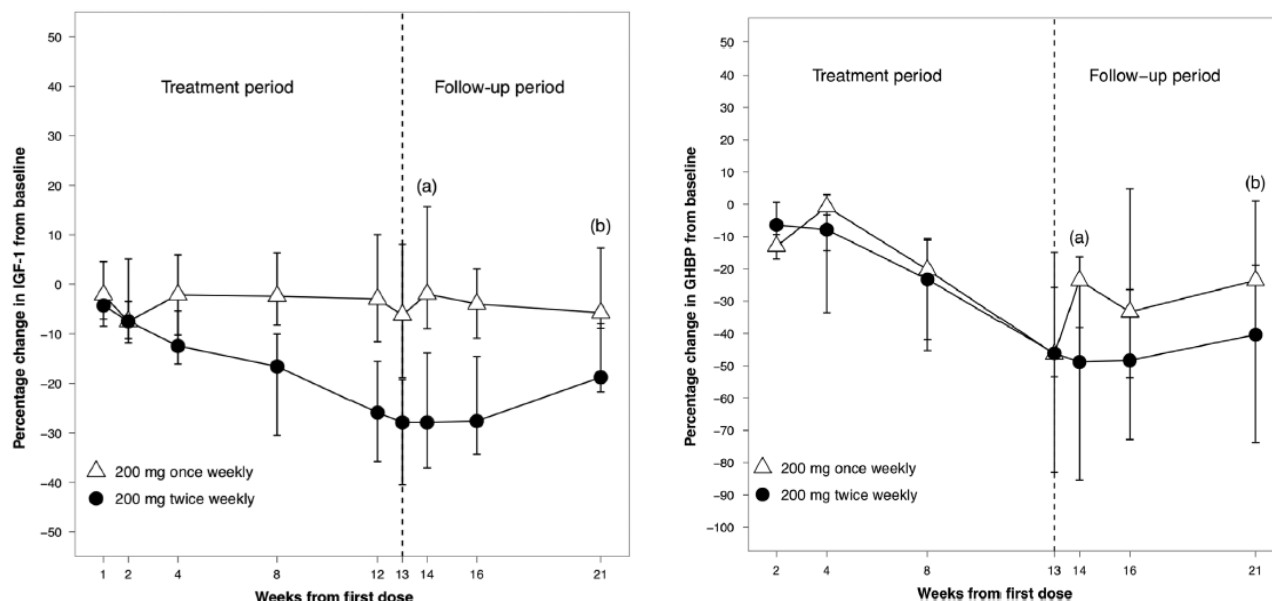 Percentage change in IGF-1 from baseline
50
40
30
20
10
0
−10
−20
−30
−40
−50
Treatment period
Follow-up period
(a)
(b)
200 mg once weekly
200 mg twice weekly
1 2 4 8 12 13 14 16 21
Weeks from first dose
Percentage change in GHBP from baseline
50
40
30
20
10
0
−10
−20
−30
−40
−50
−60
−70
−80
−90
−100
Treatment period
Follow−up period
(a)
(b)
200 mg once weekly
200 mg twice weekly
2 4 8 13 14 16 21
Weeks from first dose